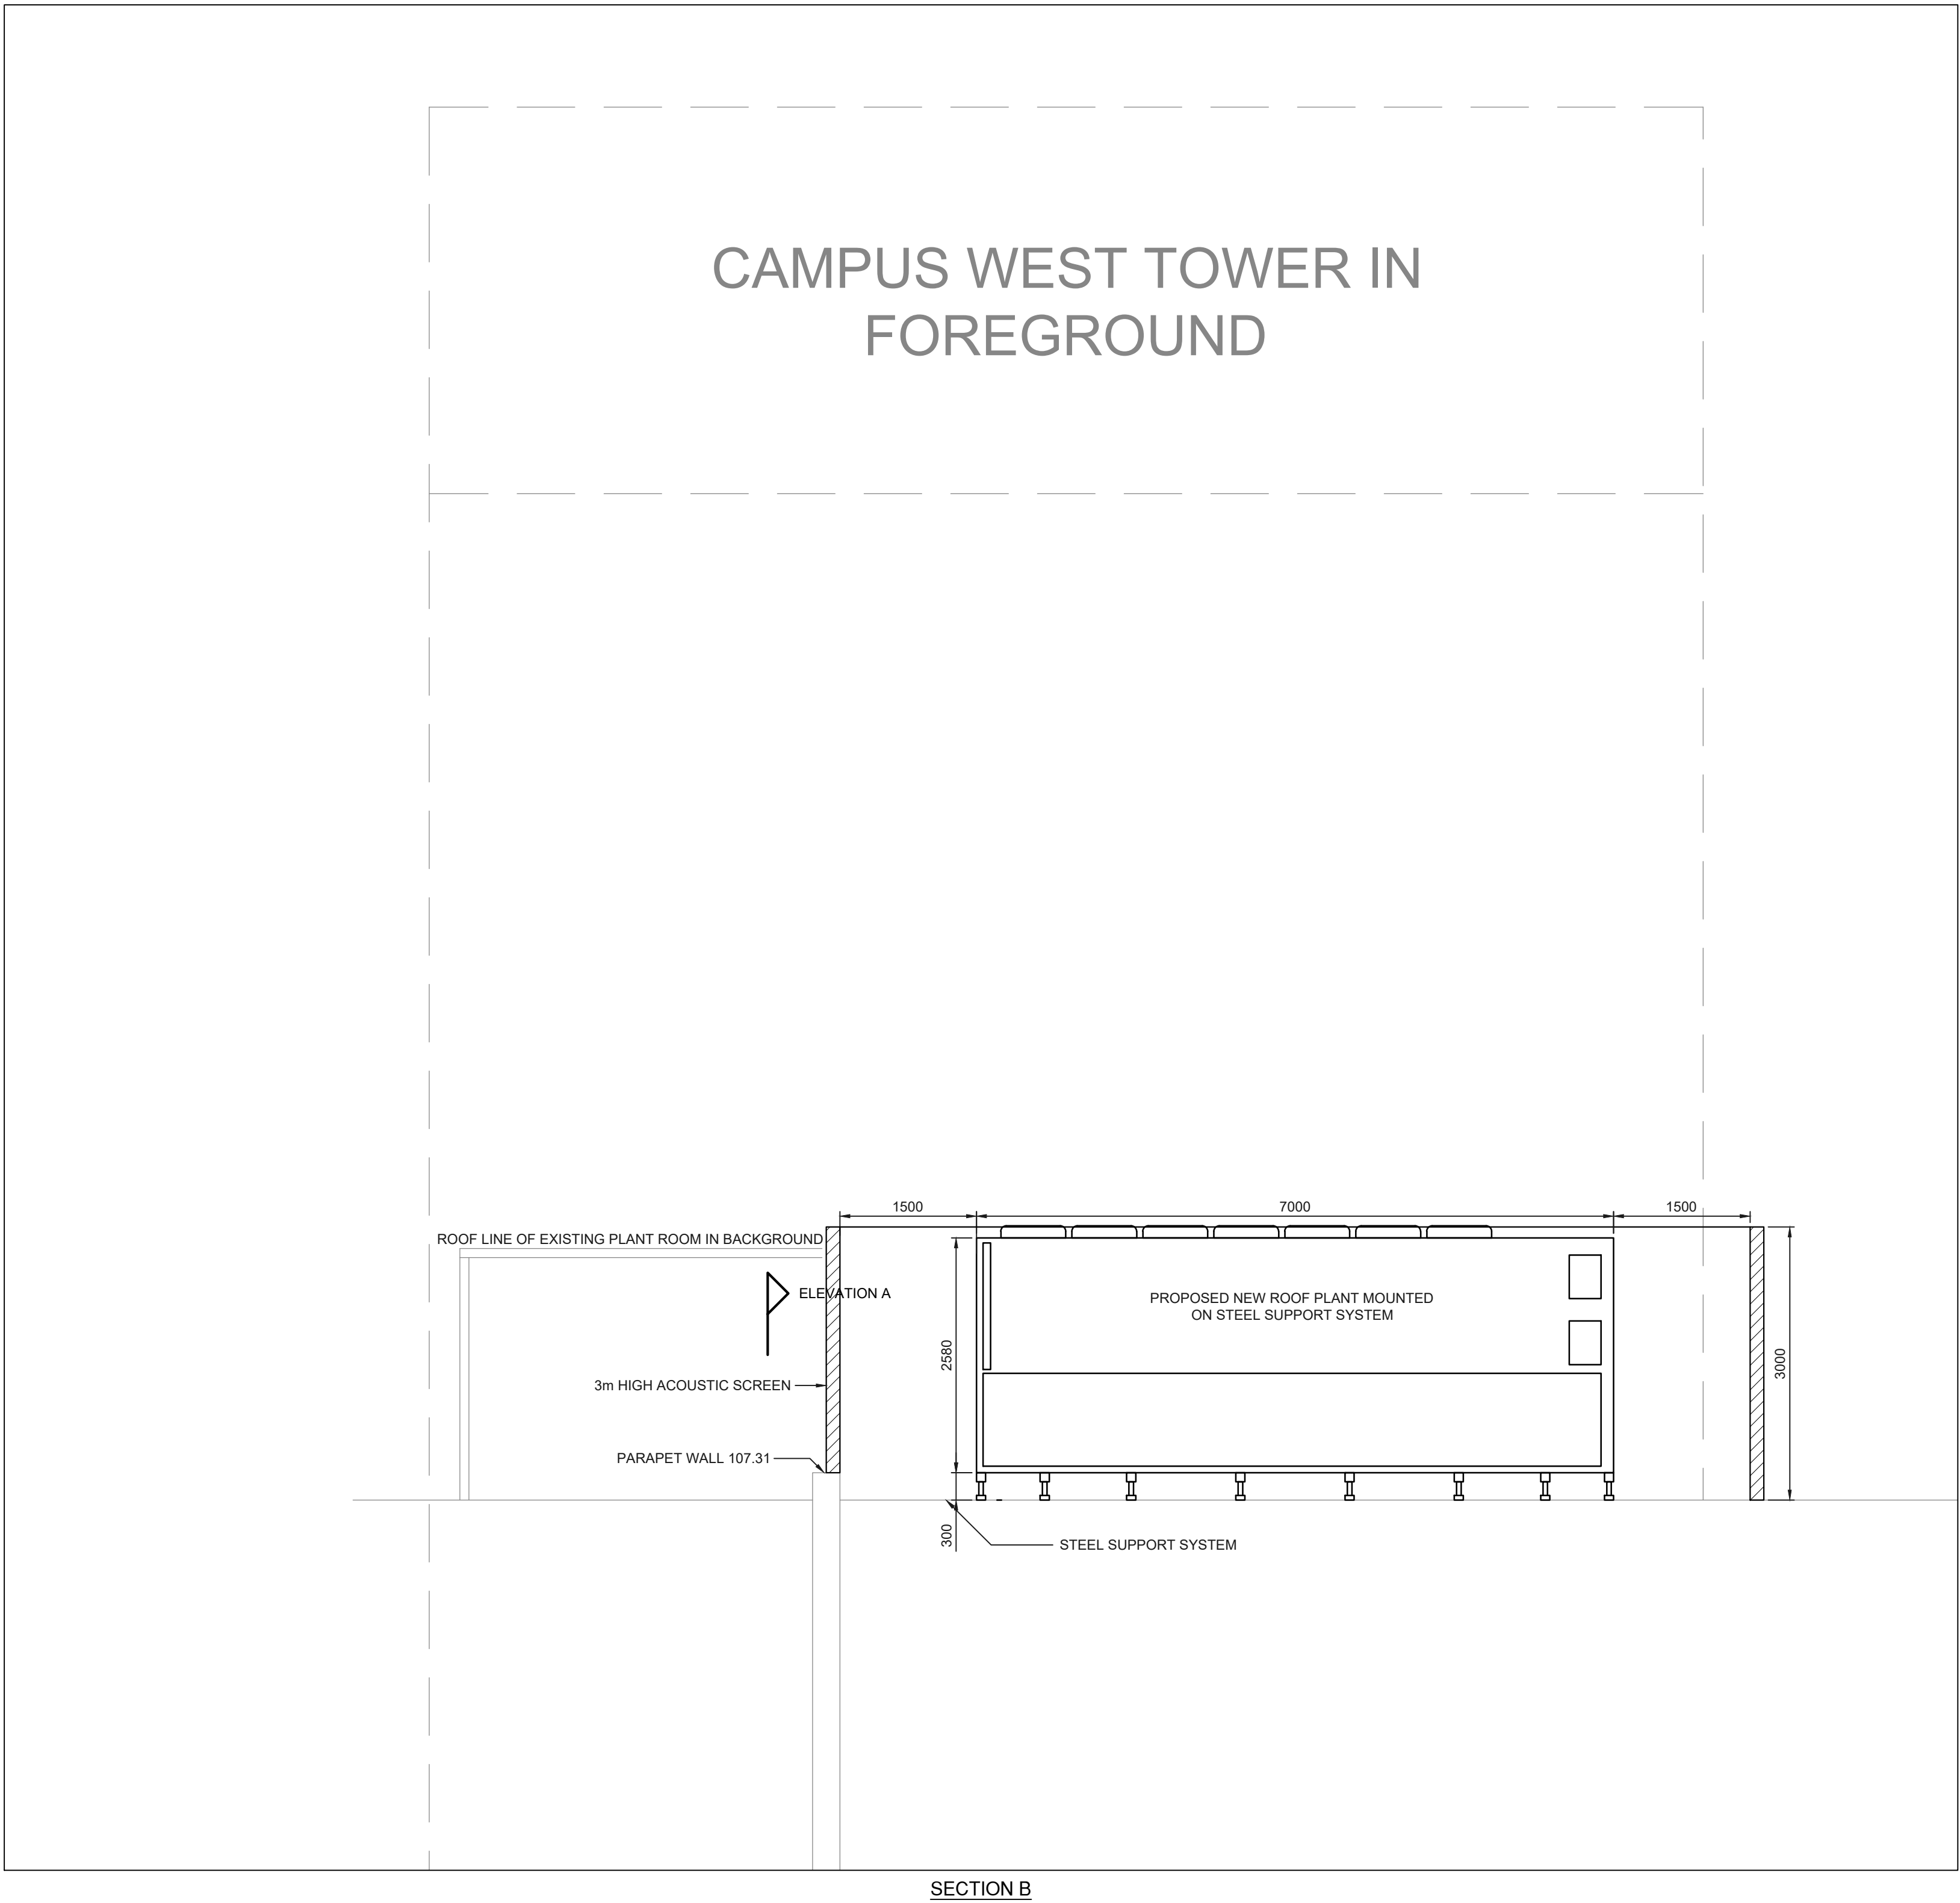 CAMPUS WEST TOWER IN
FOREGROUND
1500
7000
1500
ROOF LINE OF EXISTING PLANT ROOM IN BACKGROUND
ELEVATION A
PROPOSED NEW ROOF PLANT MOUNTED
ON STEEL SUPPORT SYSTEM
2580
3000
3m HIGH ACOUSTIC SCREEN
PARAPET WALL 107.31
300
STEEL SUPPORT SYSTEM
SECTION B